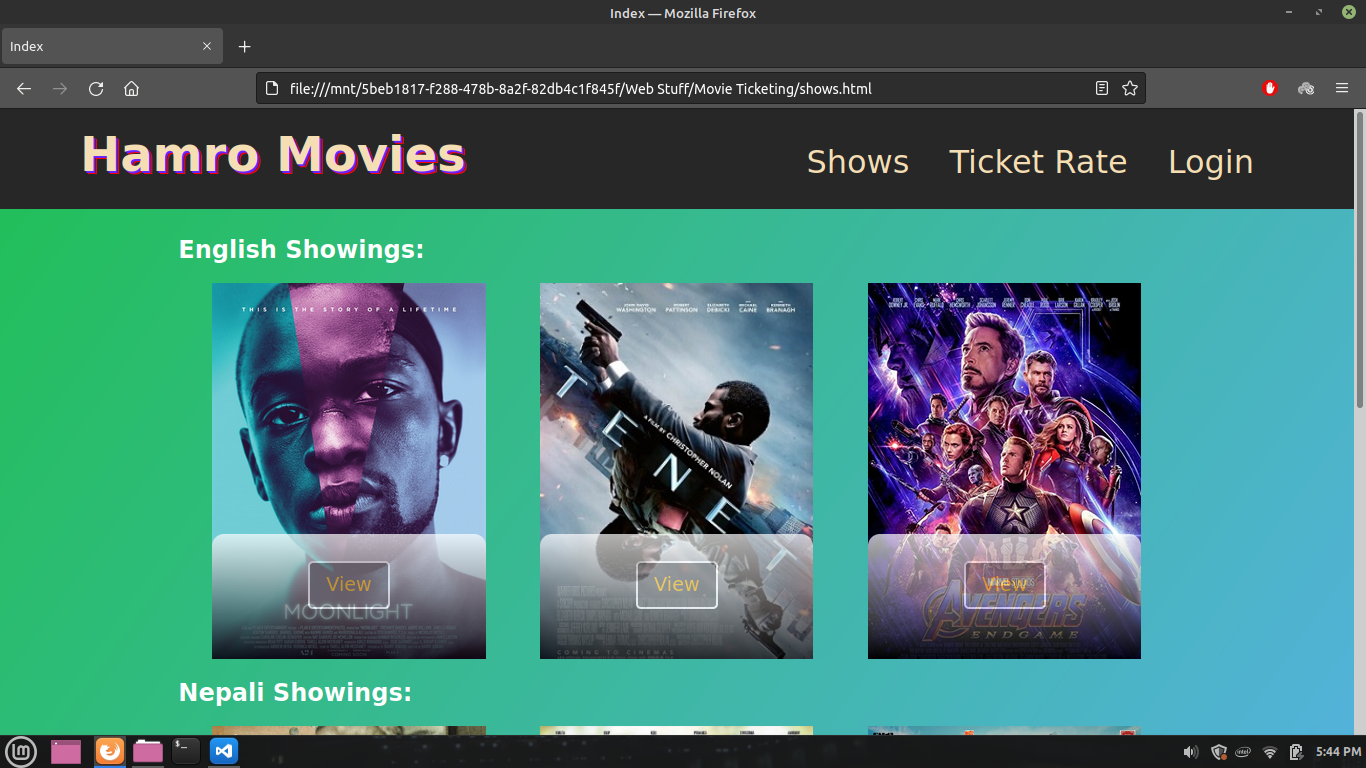 Index — Mozilla Firefox
Index
file:///mnt/5beb1817-f288-478b-8a2f-82db4c1f845f/Web Stuff/Movie Ticketing/shows.html
Hamro Movies
Shows Ticket Rate Login
English Showings:
THIS IS THE STORY OF A LIFETIME
JOHN DAVID WASHINGTON ROBERT PATTINSON ELIZABETH DEBICKI MICHAEL CAINE KENNETH BRANAGH
A FILM BY CHRISTOPHER NOLAN
TENET
View
View
View
MOONLIGHT
COMING TO CINEMAS
MARVEL STUDIOS
AVENGERS
ENDGAME
Nepali Showings:
5:44 PM